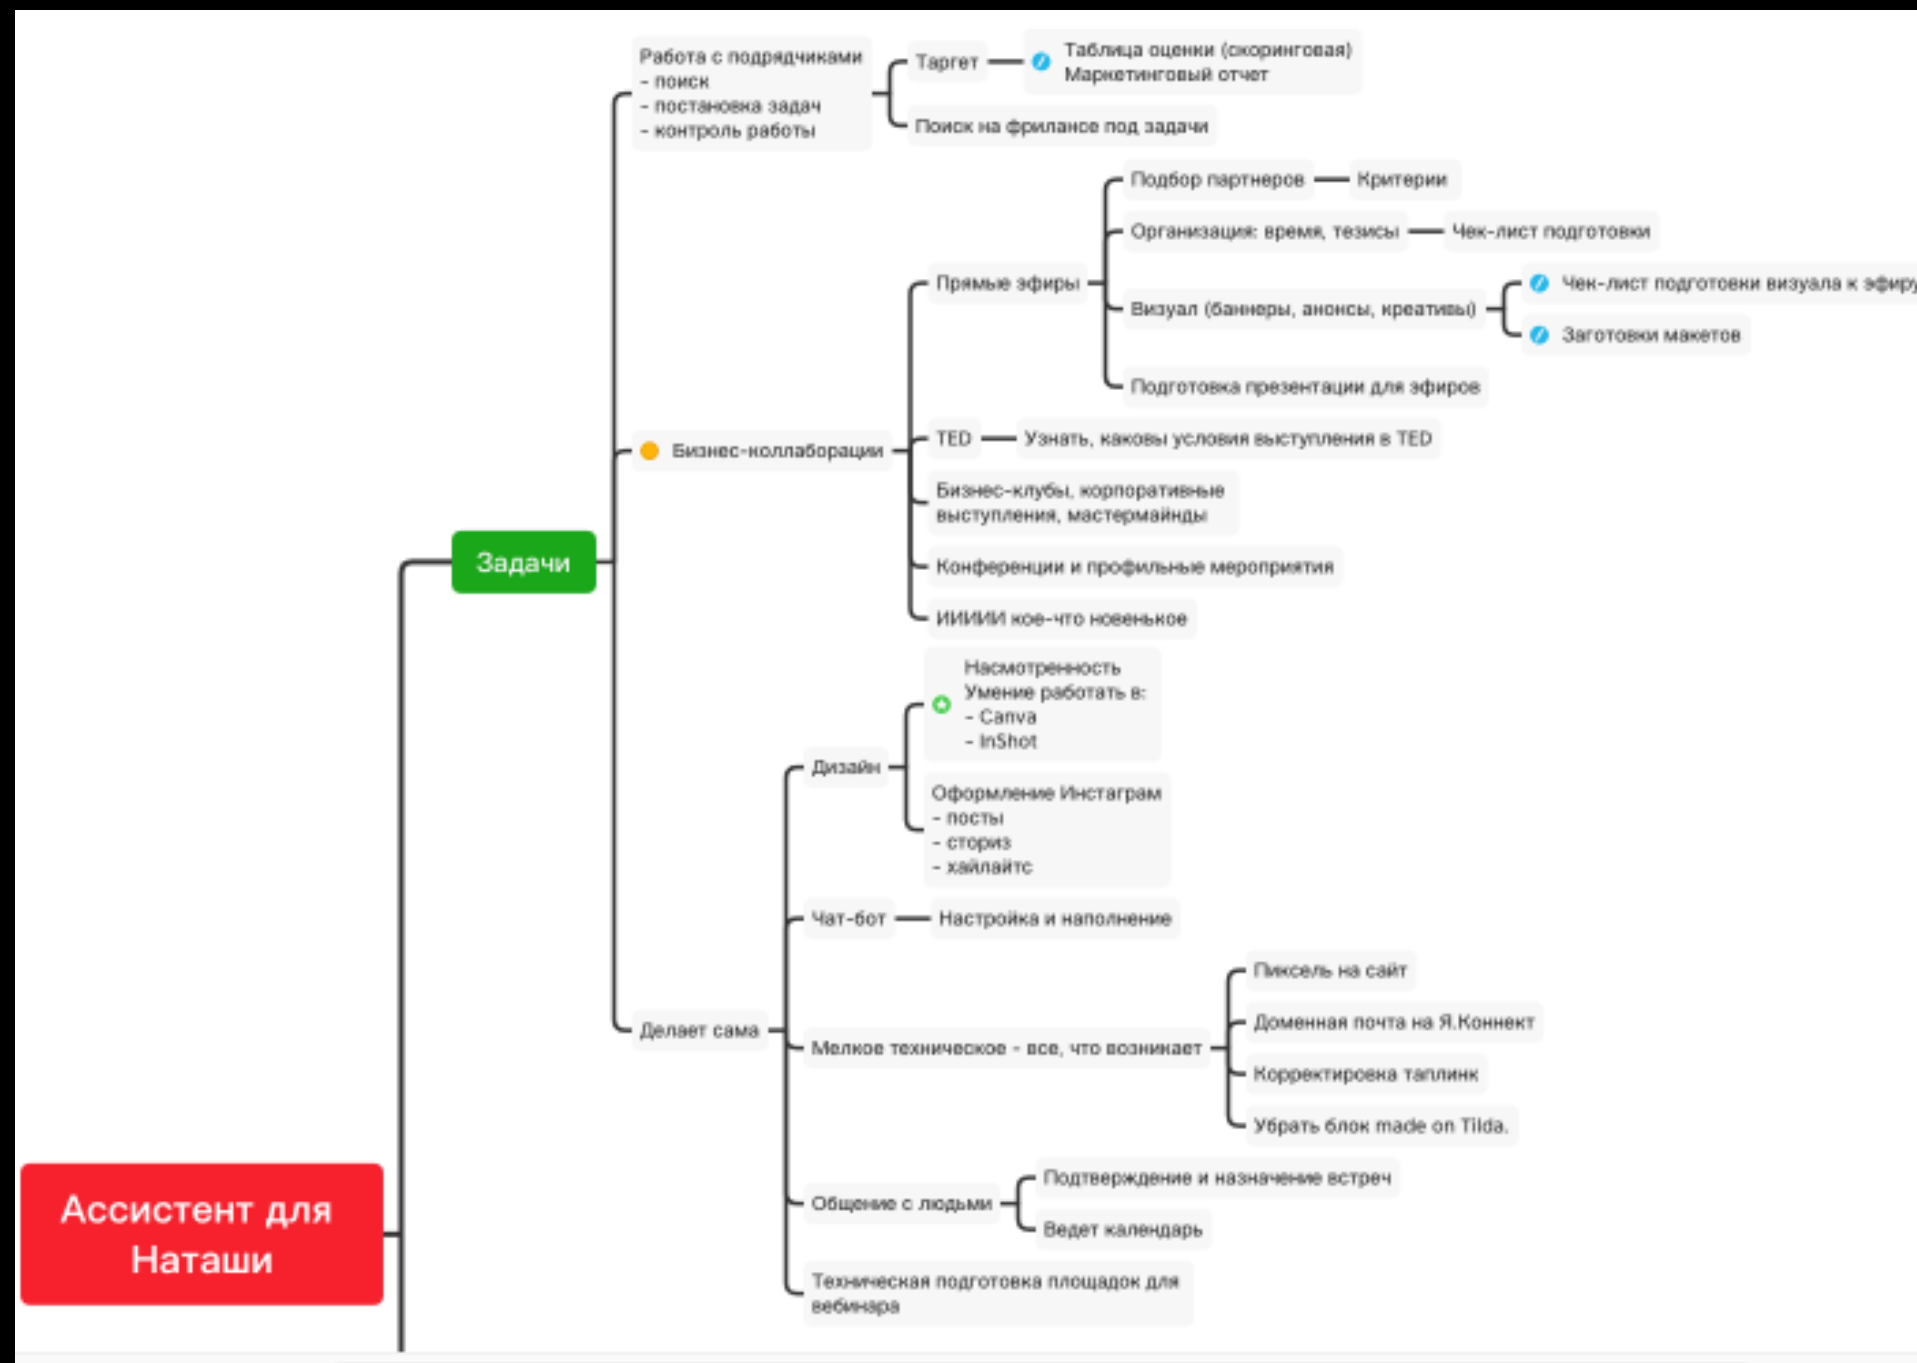 Работа с подрядчиками
- поиск
- постановка задач
- контроль работы
Таргет
Таблица оценки (скоринговая)
Маркетинговый отчет
Поиск на фрилансе под задачи
Подбор партнеров
Критерии
Организация: время, тезисы
Чек-лист подготовки
Прямые эфиры
Визуал (баннеры, анонсы, креативы)
Чек-лист подготовки визуала к эфиру
Заготовки макетов
Подготовка презентации для эфиров
Бизнес-коллаборации
TED
Узнать, каковы условия выступления в TED
Бизнес-клубы, корпоративные
выступления, мастермайнды
Конференции и профильные мероприятия
ИИИИИ кое-что новенькое
Задачи
Насмотренность
Умение работать в:
- Canva
- InShot
Дизайн
Оформление Инстаграм
- посты
- сториз
- хайлайтс
Чат-бот
Настройка и наполнение
Делает сама
Мелкое техническое - все, что возникает
Пиксель на сайт
Доменная почта на Я.Коннект
Корректировка таплинк
Убрать блок made on Tilda.
Общение с людьми
Подтверждение и назначение встреч
Ведет календарь
Техническая подготовка площадок для
вебинара
Ассистент для
Наташи